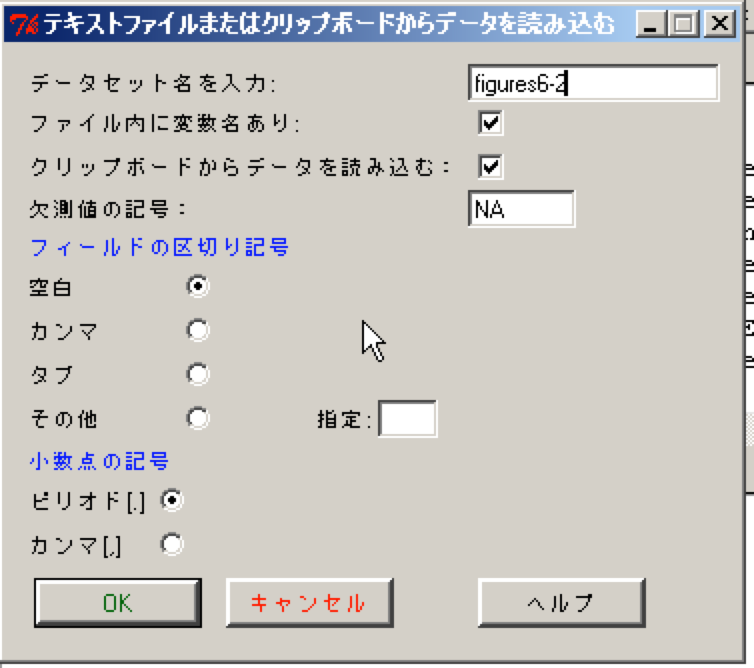 7% テキストファイルまたはクリップボードからデータを読み込む
データセット名を入力: figures6-2
ファイル内に変数名あり:
クリップボードからデータを読み込む:
欠測値の記号: NA
フィールドの区切り記号
空白
カンマ
タブ
その他 指定:
小数点の記号
ピリオド[.]
カンマ[,]
OK キャンセル ヘルプ